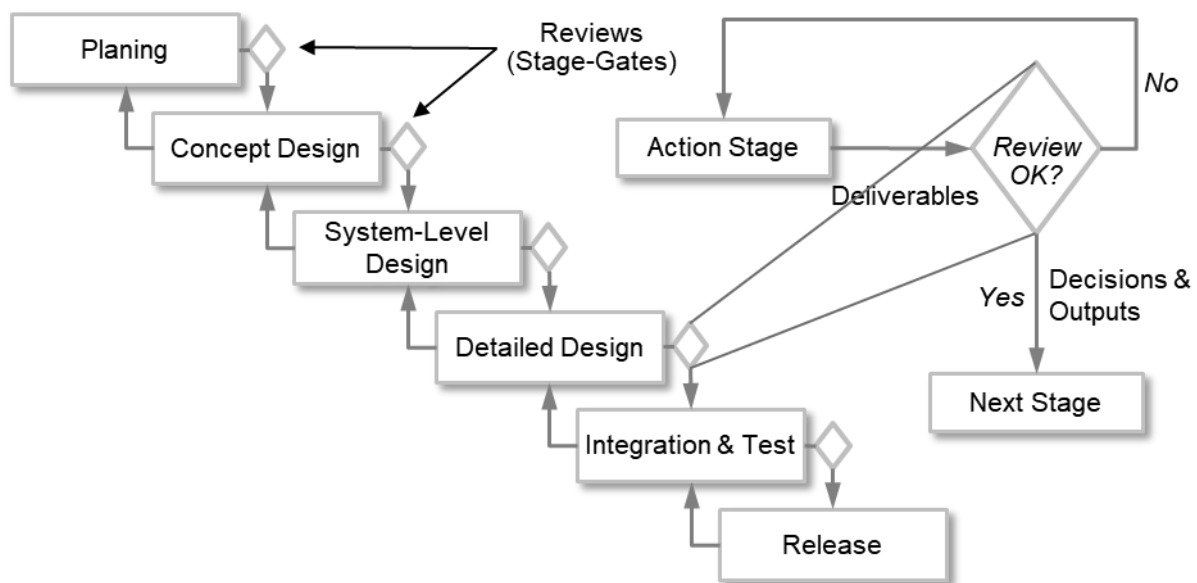 Planing
Reviews
(Stage-Gates)
No
Concept Design
Action Stage
Review
OK?
Deliverables
System-Level
Design
Yes
Decisions &
Outputs
Detailed Design
Next Stage
Integration & Test
Release